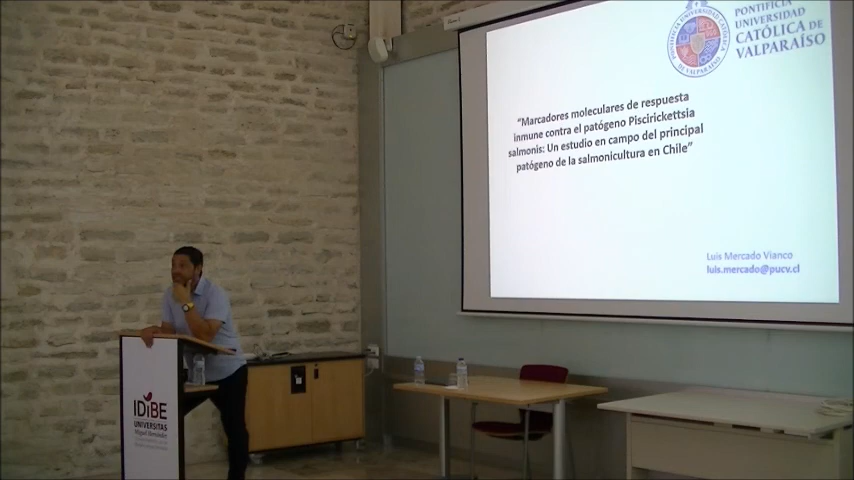 PONTIFICIA
UNIVERSIDAD
CATÓLICA DE
VALPARAÍSO
"Marcadores moleculares de respuesta
inmune contra el patógeno Piscirickettsia
salmonis: Un estudio en campo del principal
patógeno de la salmonicultura en Chile"
Luis Mercado Vianco
luis.mercado@pucv.cl
IDiBE
UNIVERSITAS
Miguel Hernández